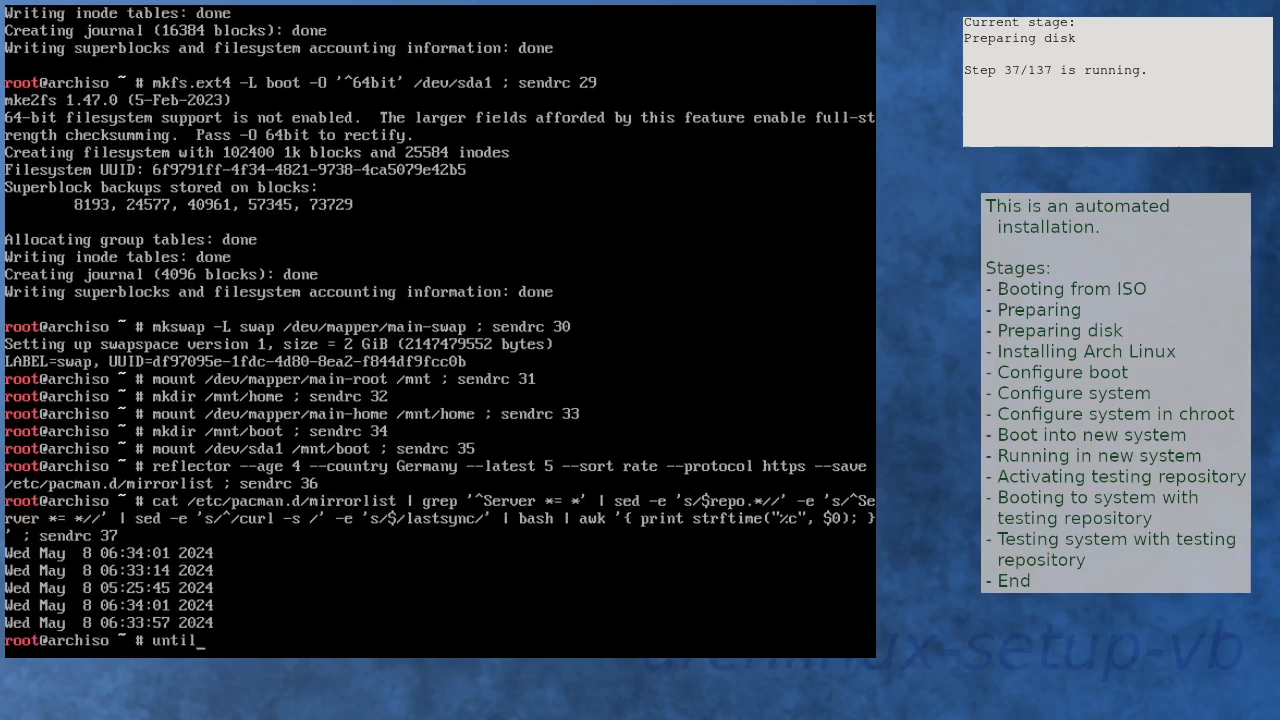 Writing inode tables: done
Creating journal (16384 blocks): done
Writing superblocks and filesystem accounting information: done
root@archiso ~ # mkfs.ext4 -L boot -O '^64bit' /dev/sda1 ; sendrc 29
mke2fs 1.47.0 (5-Feb-2023)
64-bit filesystem support is not enabled.  The larger fields afforded by this feature enable full-st
rength checksumming.  Pass -O 64bit to rectify.
Creating filesystem with 102400 1k blocks and 25584 inodes
Filesystem UUID: 6f9791ff-4f34-4821-9738-4ca5079e42b5
Superblock backups stored on blocks:
        8193, 24577, 40961, 57345, 73729
Allocating group tables: done
Writing inode tables: done
Creating journal (4096 blocks): done
Writing superblocks and filesystem accounting information: done
root@archiso ~ # mkswap -L swap /dev/mapper/main-swap ; sendrc 30
Setting up swapspace version 1, size = 2 GiB (2147479552 bytes)
LABEL=swap, UUID=df97095e-1fdc-4d80-8ea2-f844df9fcc0b
root@archiso ~ # mount /dev/mapper/main-root /mnt ; sendrc 31
root@archiso ~ # mkdir /mnt/home ; sendrc 32
root@archiso ~ # mount /dev/mapper/main-home /mnt/home ; sendrc 33
root@archiso ~ # mkdir /mnt/boot ; sendrc 34
root@archiso ~ # mount /dev/sda1 /mnt/boot ; sendrc 35
root@archiso ~ # reflector --age 4 --country Germany --latest 5 --sort rate --protocol https --save
/etc/pacman.d/mirrorlist ; sendrc 36
root@archiso ~ # cat /etc/pacman.d/mirrorlist | grep '^Server *= *' | sed -e 's/$repo.*//' -e 's/^Se
rver *= *//' | sed -e 's/^/curl -s /' -e 's/$/lastsync/' | bash | awk '{ print strftime("%c", $0); }
' ; sendrc 37
Wed May  8 06:34:01 2024
Wed May  8 06:33:14 2024
Wed May  8 05:25:45 2024
Wed May  8 06:34:01 2024
Wed May  8 06:33:57 2024
root@archiso ~ # until_
Current stage:
Preparing disk
Step 37/137 is running.
This is an automated
installation.
Stages:
- Booting from ISO
- Preparing
- Preparing disk
- Installing Arch Linux
- Configure boot
- Configure system
- Configure system in chroot
- Boot into new system
- Running in new system
- Activating testing repository
- Booting to system with
testing repository
- Testing system with testing
repository
- End
archlinux-setup-vb